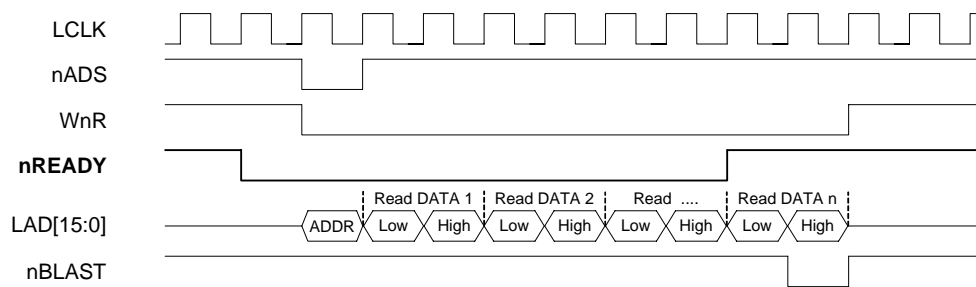 LCLK
nADS
WnR
nREADY
Read DATA 1 Read DATA 2 Read .... Read DATA n
LAD[15:0] ADDR Low High Low High Low High Low High
nBLAST